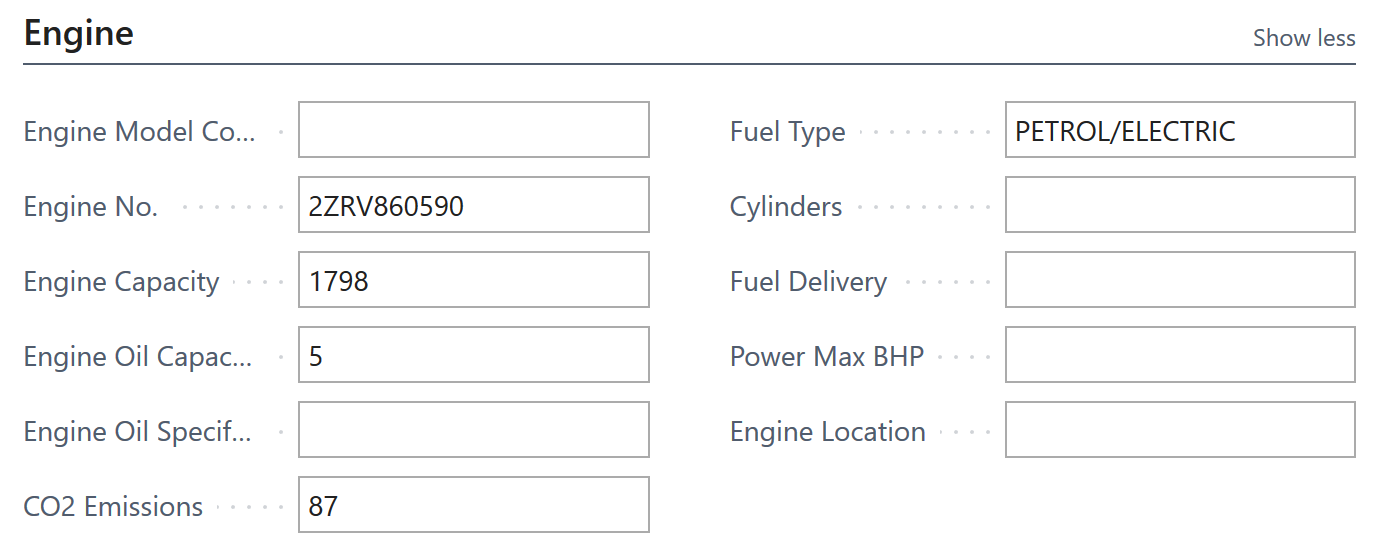 Engine
Show less
Engine Model Co...
Engine No.
2ZRV860590
Engine Capacity
1798
Engine Oil Capac...
5
Engine Oil Specif...
CO2 Emissions
87
Fuel Type
PETROL/ELECTRIC
Cylinders
Fuel Delivery
Power Max BHP
Engine Location